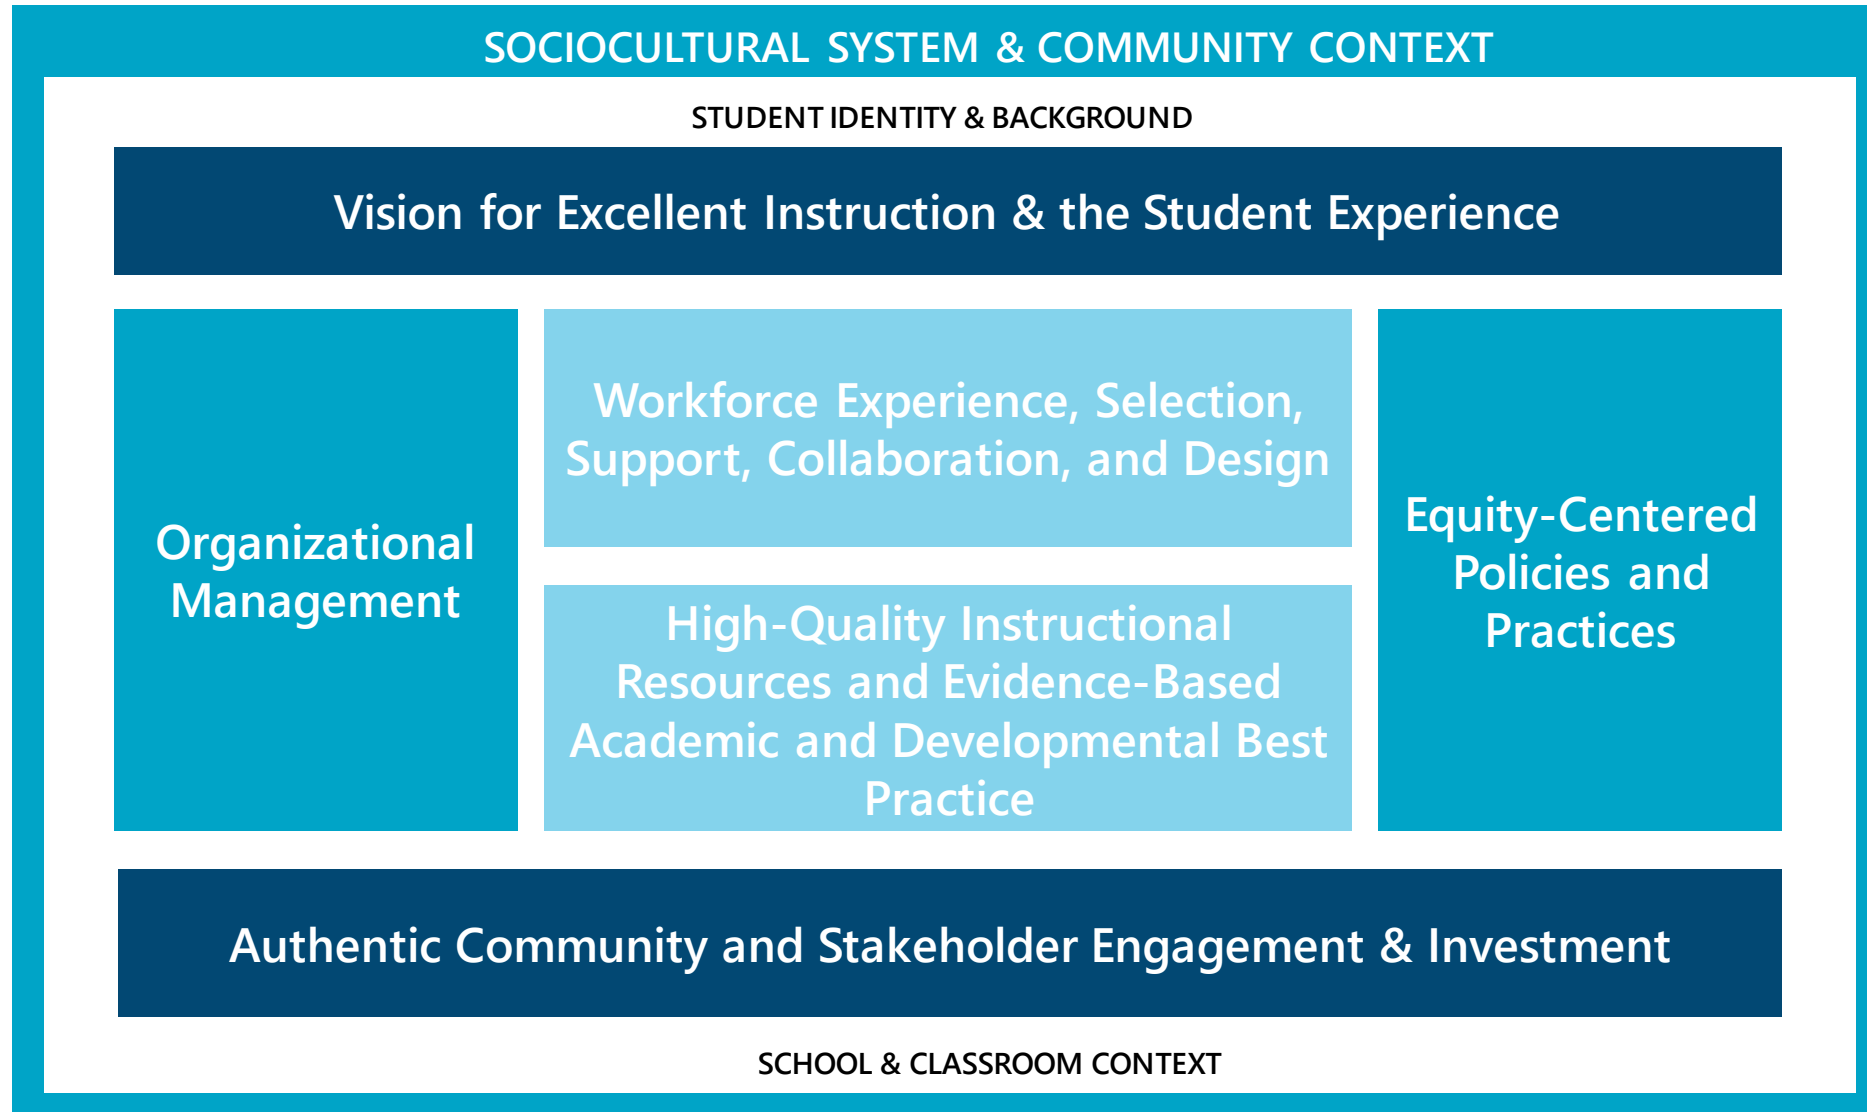 SOCIOCULTURAL SYSTEM & COMMUNITY CONTEXT
STUDENT IDENTITY & BACKGROUND
Vision for Excellent Instruction & the Student Experience
Organizational
Management
Workforce Experience, Selection,
Support, Collaboration, and Design
High-Quality Instructional
Resources and Evidence-Based
Academic and Developmental Best
Practice
Equity-Centered
Policies and
Practices
Authentic Community and Stakeholder Engagement & Investment
SCHOOL & CLASSROOM CONTEXT